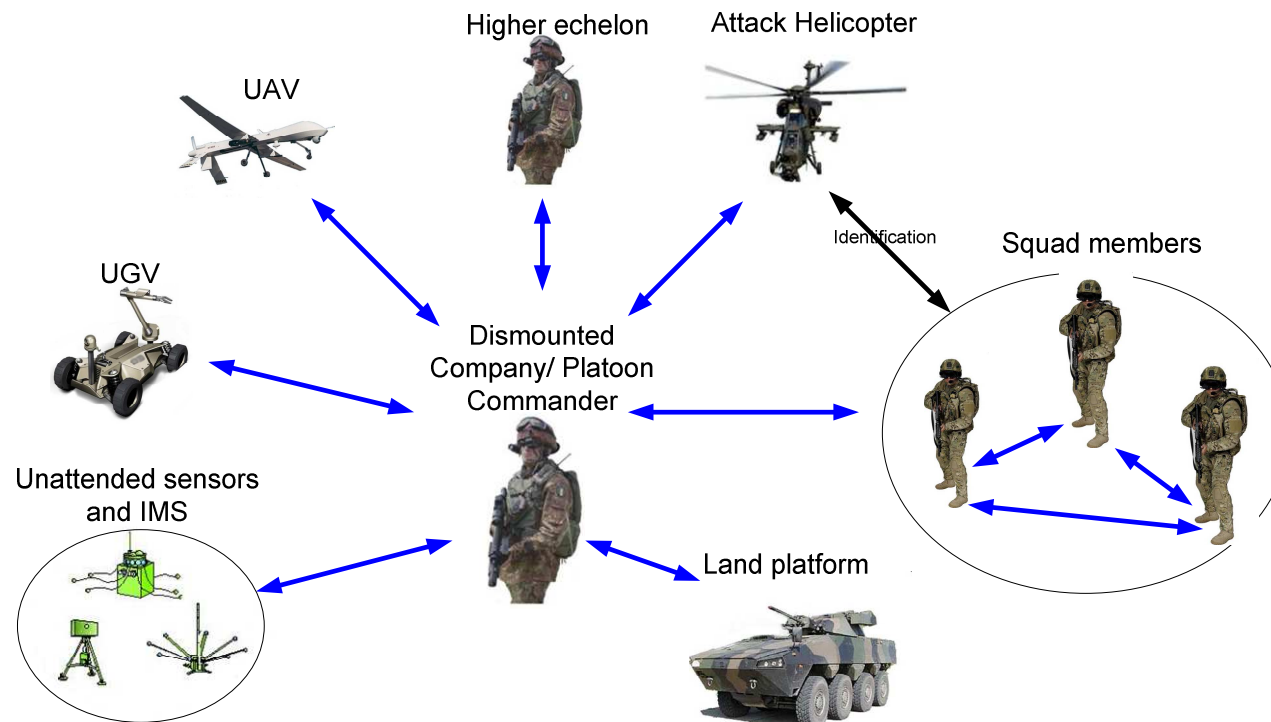 Higher echelon
Attack Helicopter
UAV
Identification
Squad members
UGV
Dismounted
Company/ Platoon
Commander
Unattended sensors
and IMS
Land platform